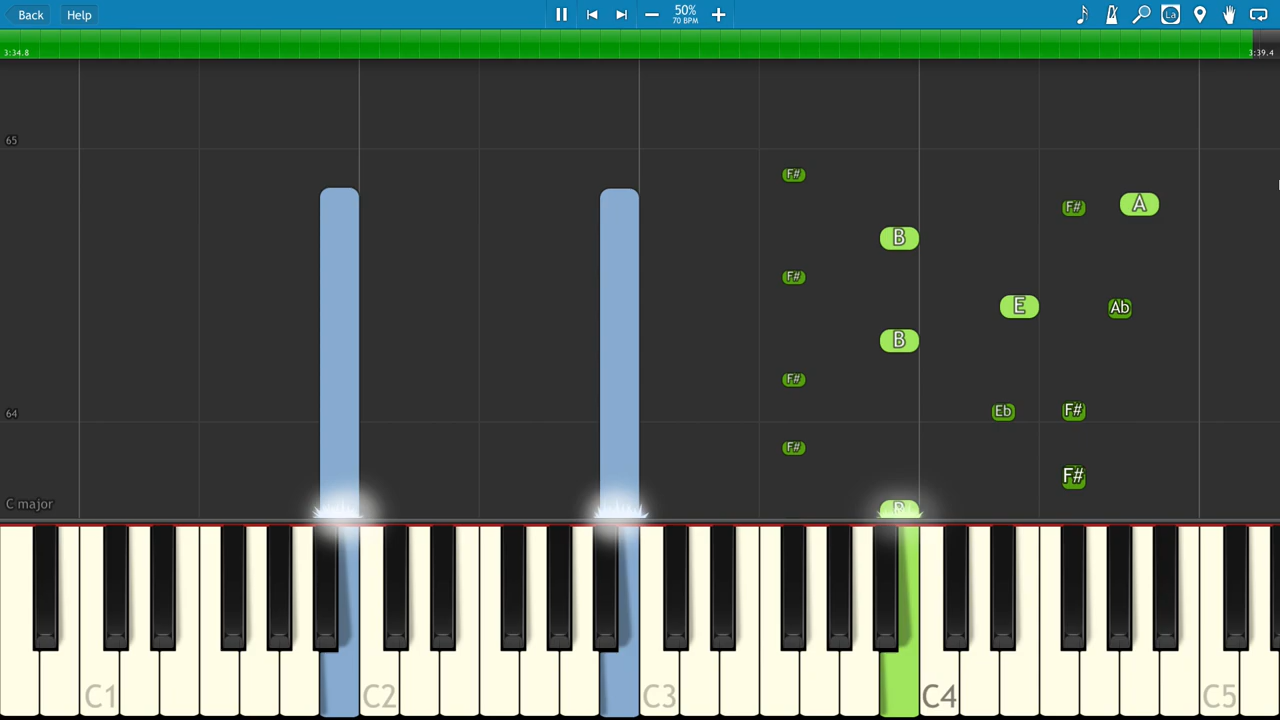 Back Help 50% La
70 BPM
3:34.8 3:39.4
65
F#
F# A
B
F#
E Ab
B
F#
64 Eb F#
F#
F#
C major B
C1 C2 C3 C4 C5